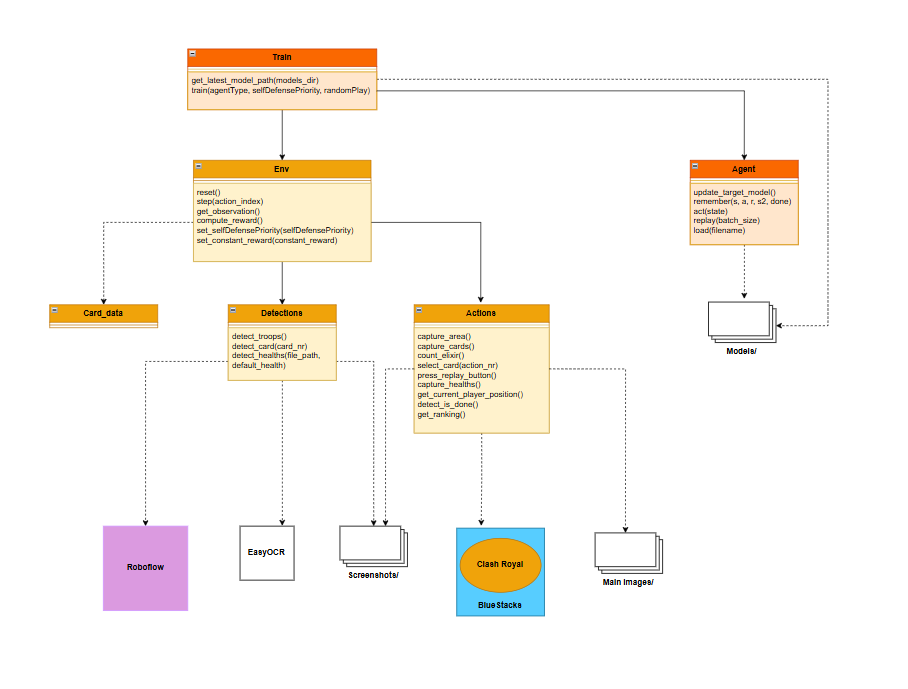 Train
get_latest_model_path(models_dir)
train(agentType, selfDefensePriority, randomPlay)
Env
reset()
step(action_index)
get_observation()
compute_reward()
set_selfDefensePriority(selfDefensePriority)
set_constant_reward(constant_reward)
Agent
update_target_model()
remember(s, a, r, s2, done)
act(state)
replay(batch_size)
load(filename)
Card_data
Detections
detect_troops()
detect_card(card_nr)
detect_healths(file_path,
default_health)
Actions
capture_area()
capture_cards()
count_elixir()
select_card(action_nr)
press_replay_button()
capture_healths()
get_current_player_position()
detect_is_done()
get_ranking()
Models/
Roboflow
EasyOCR
Screenshots/
Clash Royal
BlueStacks
Main Images/